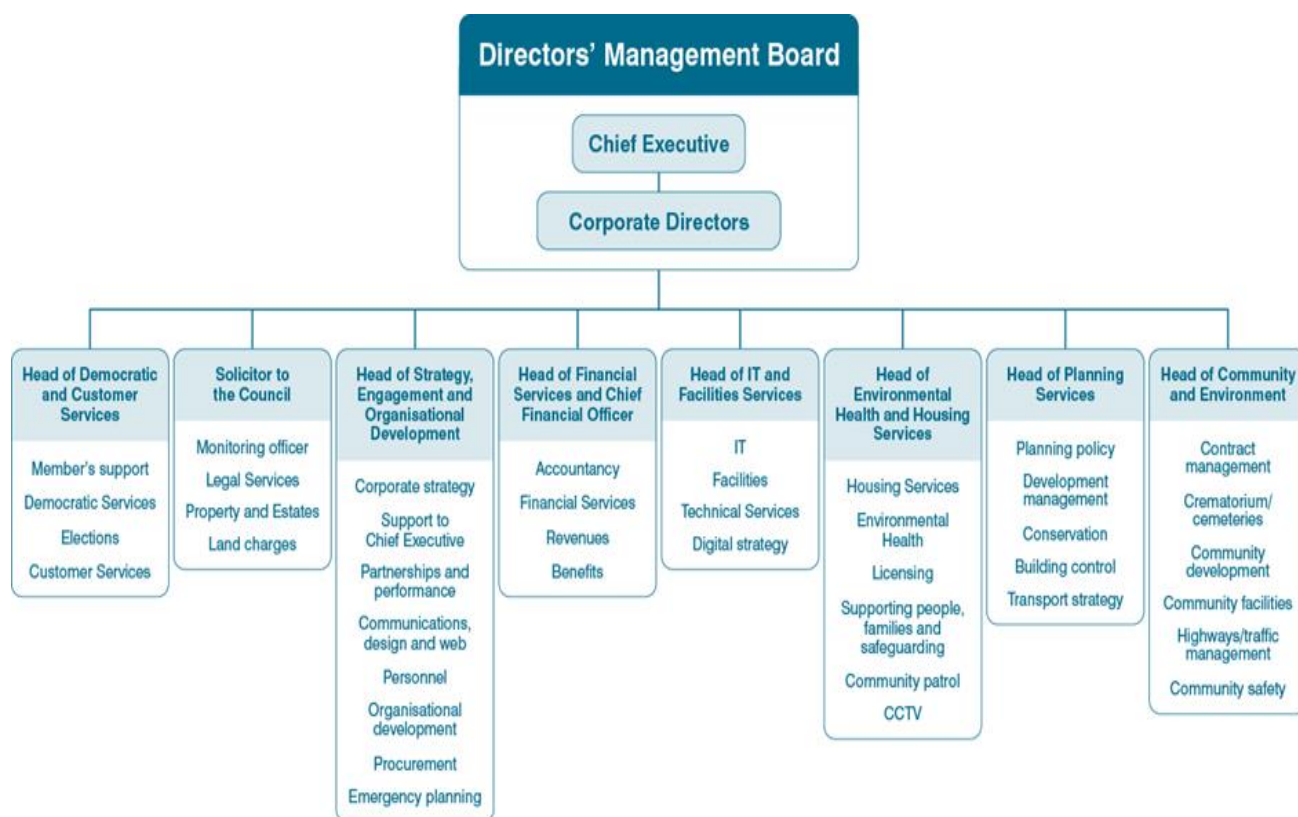 Directors’ Management Board
Chief Executive
Corporate Directors
Head of Democratic
and Customer
Services
Member’s support
Democratic Services
Elections
Customer Services
Solicitor to
the Council
Monitoring officer
Legal Services
Property and Estates
Land charges
Head of Strategy,
Engagement and
Organisational
Development
Corporate strategy
Support to
Chief Executive
Partnerships and
performance
Communications,
design and web
Personnel
Organisational
development
Procurement
Emergency planning
Head of Financial
Services and Chief
Financial Officer
Accountancy
Financial Services
Revenues
Benefits
Head of IT and
Facilities Services
IT
Facilities
Technical Services
Digital strategy
Head of
Environmental
Health and Housing
Services
Housing Services
Environmental
Health
Licensing
Supporting people,
families and
safeguarding
Community patrol
CCTV
Head of Planning
Services
Planning policy
Development
management
Conservation
Building control
Transport strategy
Head of Community
and Environment
Contract
management
Crematorium/
cemeteries
Community
development
Community facilities
Highways/traffic
management
Community safety